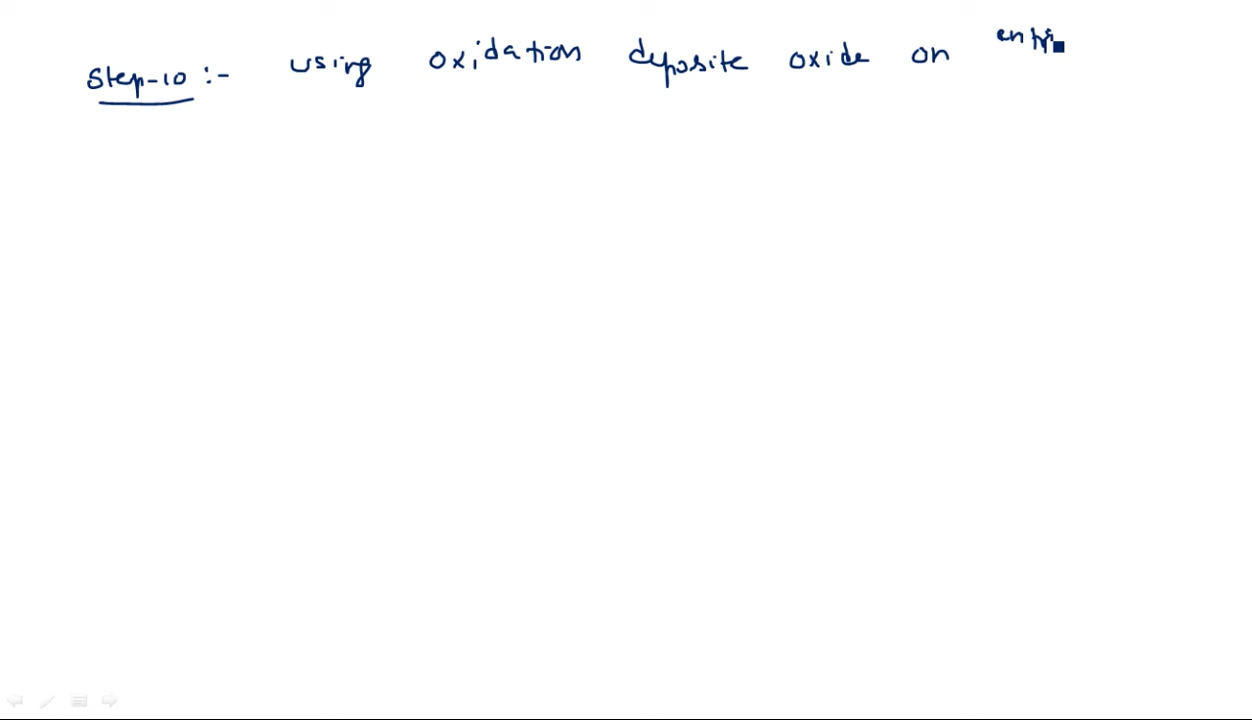 Step-10 :- using oxidation deposite oxide on